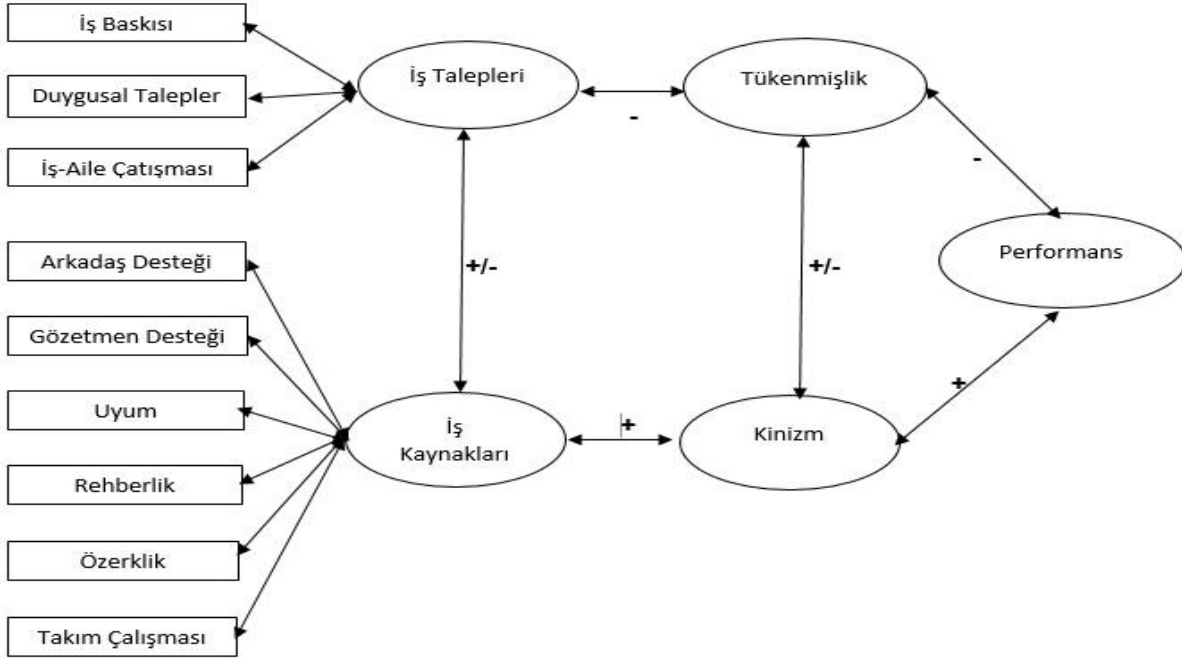 İş Baskısı
Duygusal Talepler
İş-Aile Çatışması
Arkadaş Desteği
Gözetmen Desteği
Uyum
Rehberlik
Özerklik
Takım Çalışması
İş Talepleri
+/-
İş
Kaynakları
-
+
Tükenmişlik
+/-
Kinizm
-
+
Performans